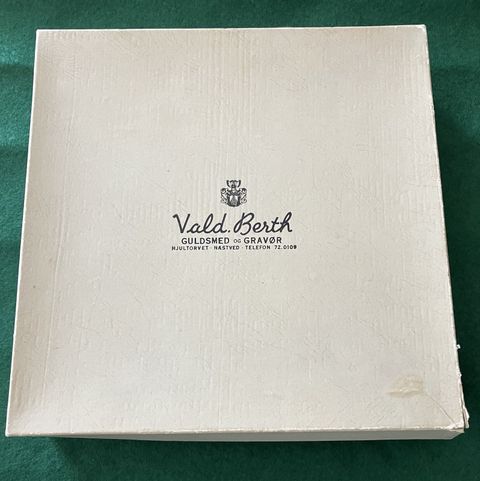 Vald. Berth
GULDSMED OG GRAVØR
HJULTORVET · NÆSTVED · TELEFON 72.0109